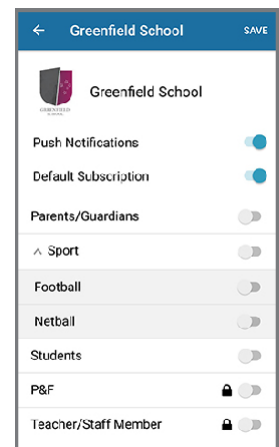 Greenfield School
SAVE
Greenfield School
Push Notifications
Default Subscription
Parents/Guardians
Sport
Football
Netball
Students
P&F
Teacher/Staff Member